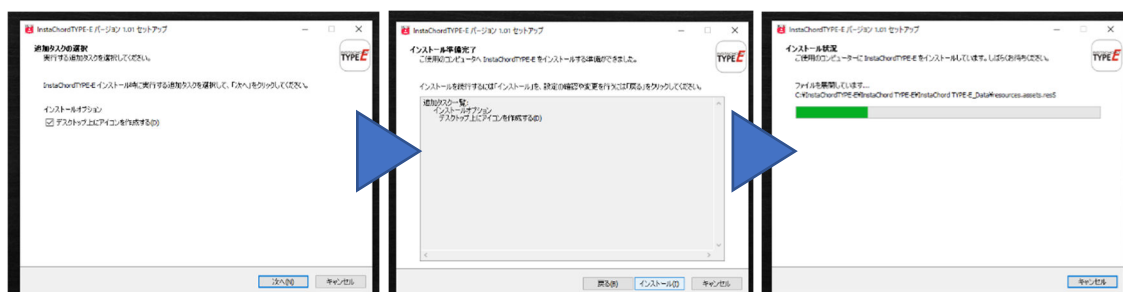 InstaChordTYPE-E バージョン 1.01 セットアップ
追加タスクの選択
実行する追加タスクを選択してください。
TYPE E
InstaChordTYPE-E インストール時に実行する追加タスクを選択して、「次へ」をクリックしてください。
インストールオプション
デスクトップ上にアイコンを作成する(D)
次へ(N)
キャンセル
InstaChordTYPE-E バージョン 1.01 セットアップ
インストール準備完了
ご使用のコンピュータへ InstaChordTYPE-E をインストールする準備ができました。
TYPE E
インストールを続行するには「インストール」を、設定の確認や変更を行うには「戻る」をクリックしてください。
追加タスク一覧:
インストールオプション
デスクトップ上にアイコンを作成する(D)
戻る(B)
インストール(I)
キャンセル
InstaChordTYPE-E バージョン 1.01 セットアップ
インストール状況
ご使用のコンピューターに InstaChordTYPE-E をインストールしています。しばらくお待ちください。
TYPE E
ファイルを展開しています...
C:¥InstaChordTYPE-E¥InstaChord TYPE-E¥InstaChord TYPE-E_Data¥resources.assets.resS
キャンセル